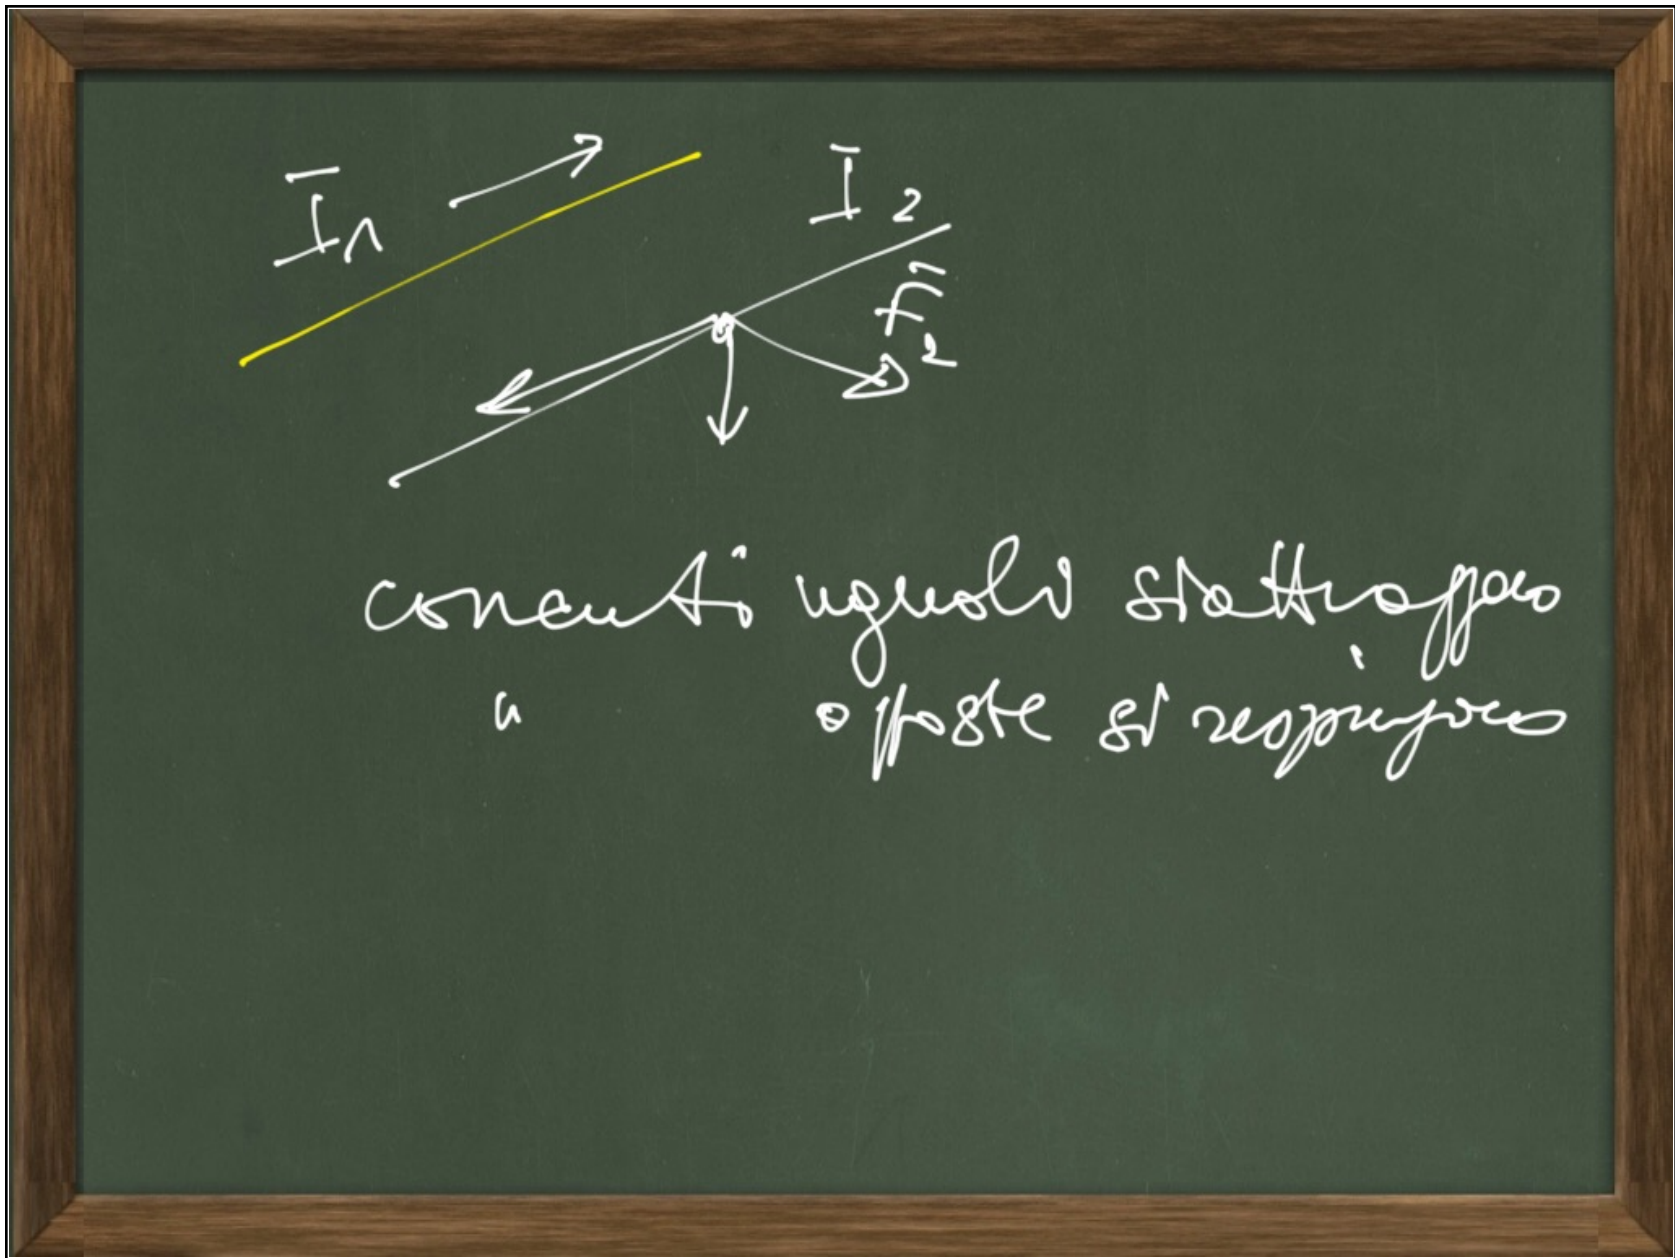 I1
I2
F2
correnti uguali si attraggono
" opposte si respingono